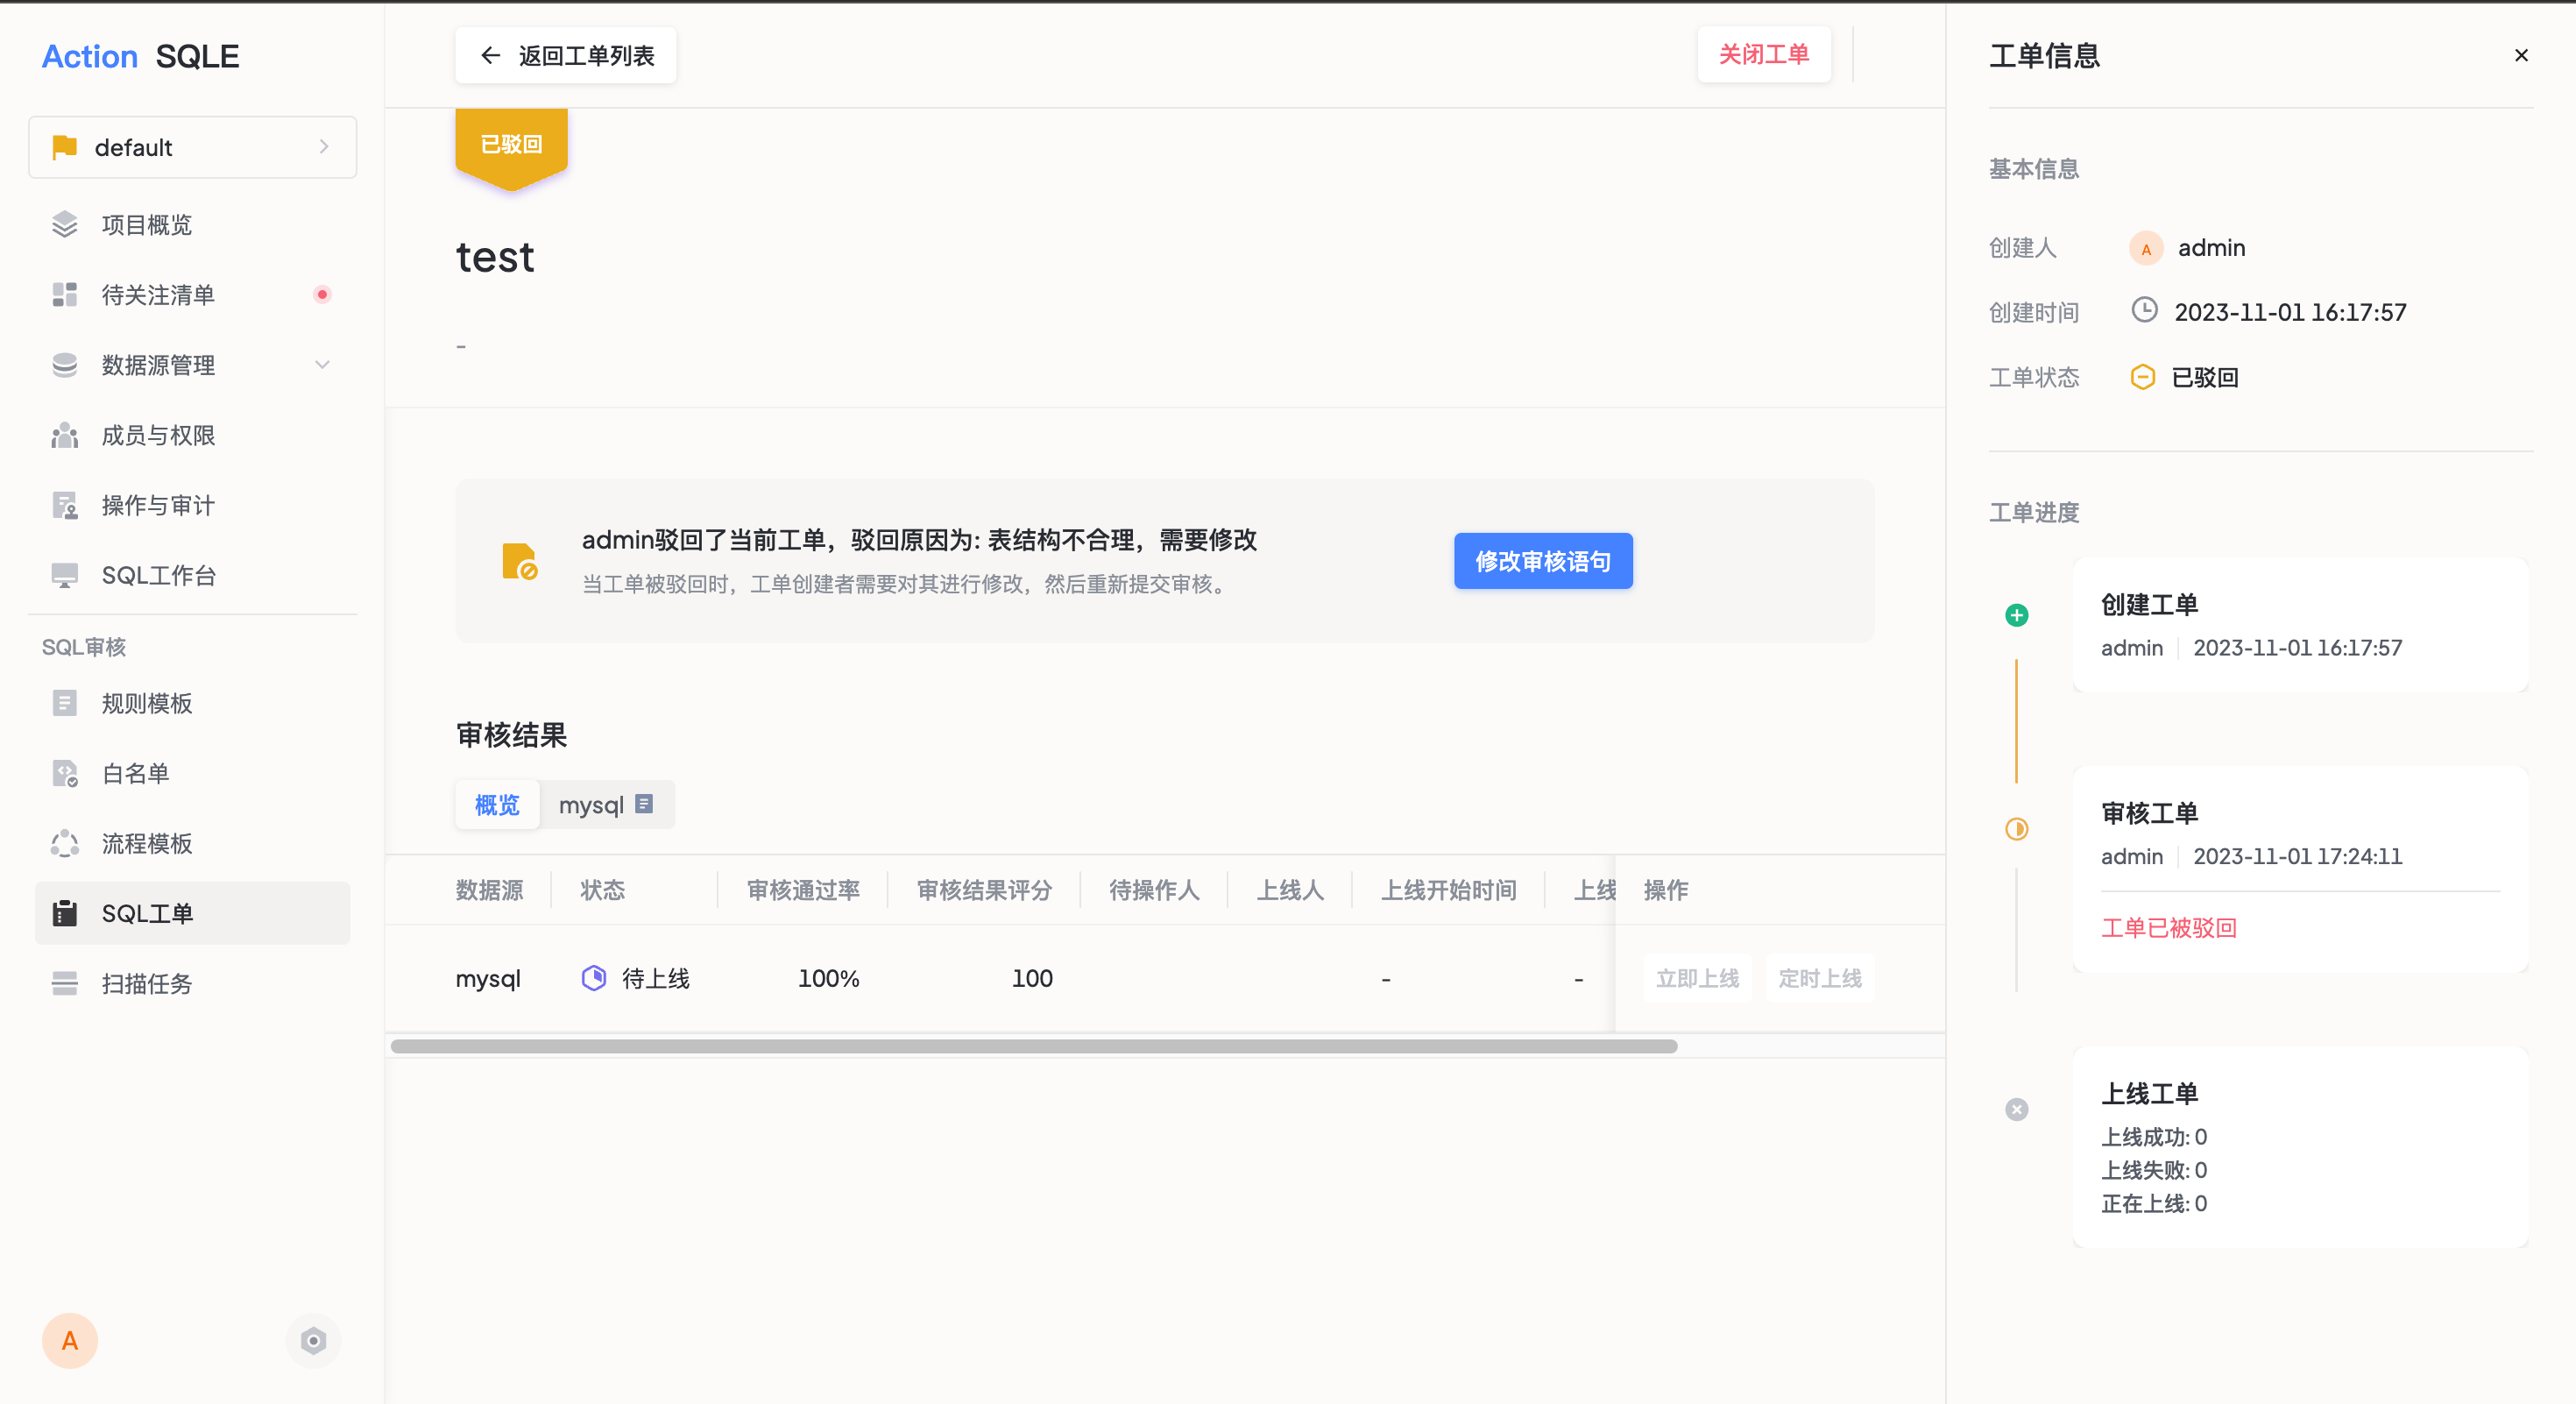 Action SQLE
default
项目概览
待关注清单
数据源管理
成员与权限
操作与审计
SQL工作台
SQL审核
规则模板
白名单
流程模板
SQL工单
扫描任务
A
返回工单列表
关闭工单
已驳回
test
-
admin驳回了当前工单，驳回原因为: 表结构不合理，需要修改
当工单被驳回时，工单创建者需要对其进行修改，然后重新提交审核。
修改审核语句
审核结果
概览 mysql
数据源 状态 审核通过率 审核结果评分 待操作人 上线人 上线开始时间 上线 操作
mysql 待上线 100% 100 - - 立即上线 定时上线
工单信息
基本信息
创建人 A admin
创建时间 2023-11-01 16:17:57
工单状态 已驳回
工单进度
创建工单
admin 2023-11-01 16:17:57
审核工单
admin 2023-11-01 17:24:11
工单已被驳回
上线工单
上线成功: 0
上线失败: 0
正在上线: 0